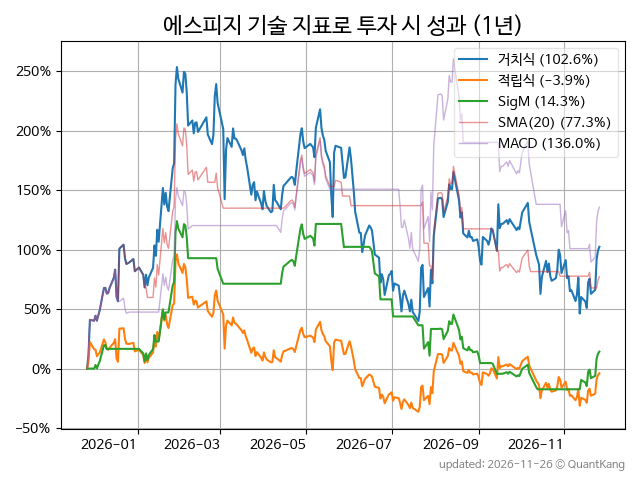 에스피지 기술 지표로 투자 시 성과 (1년)
거치식 (102.6%)
적립식 (−3.9%)
SigM (14.3%)
SMA(20) (77.3%)
MACD (136.0%)
250%
200%
150%
100%
50%
0%
−50%
2026-01
2026-03
2026-05
2026-07
2026-09
2026-11
updated: 2026-11-26 © QuantKang